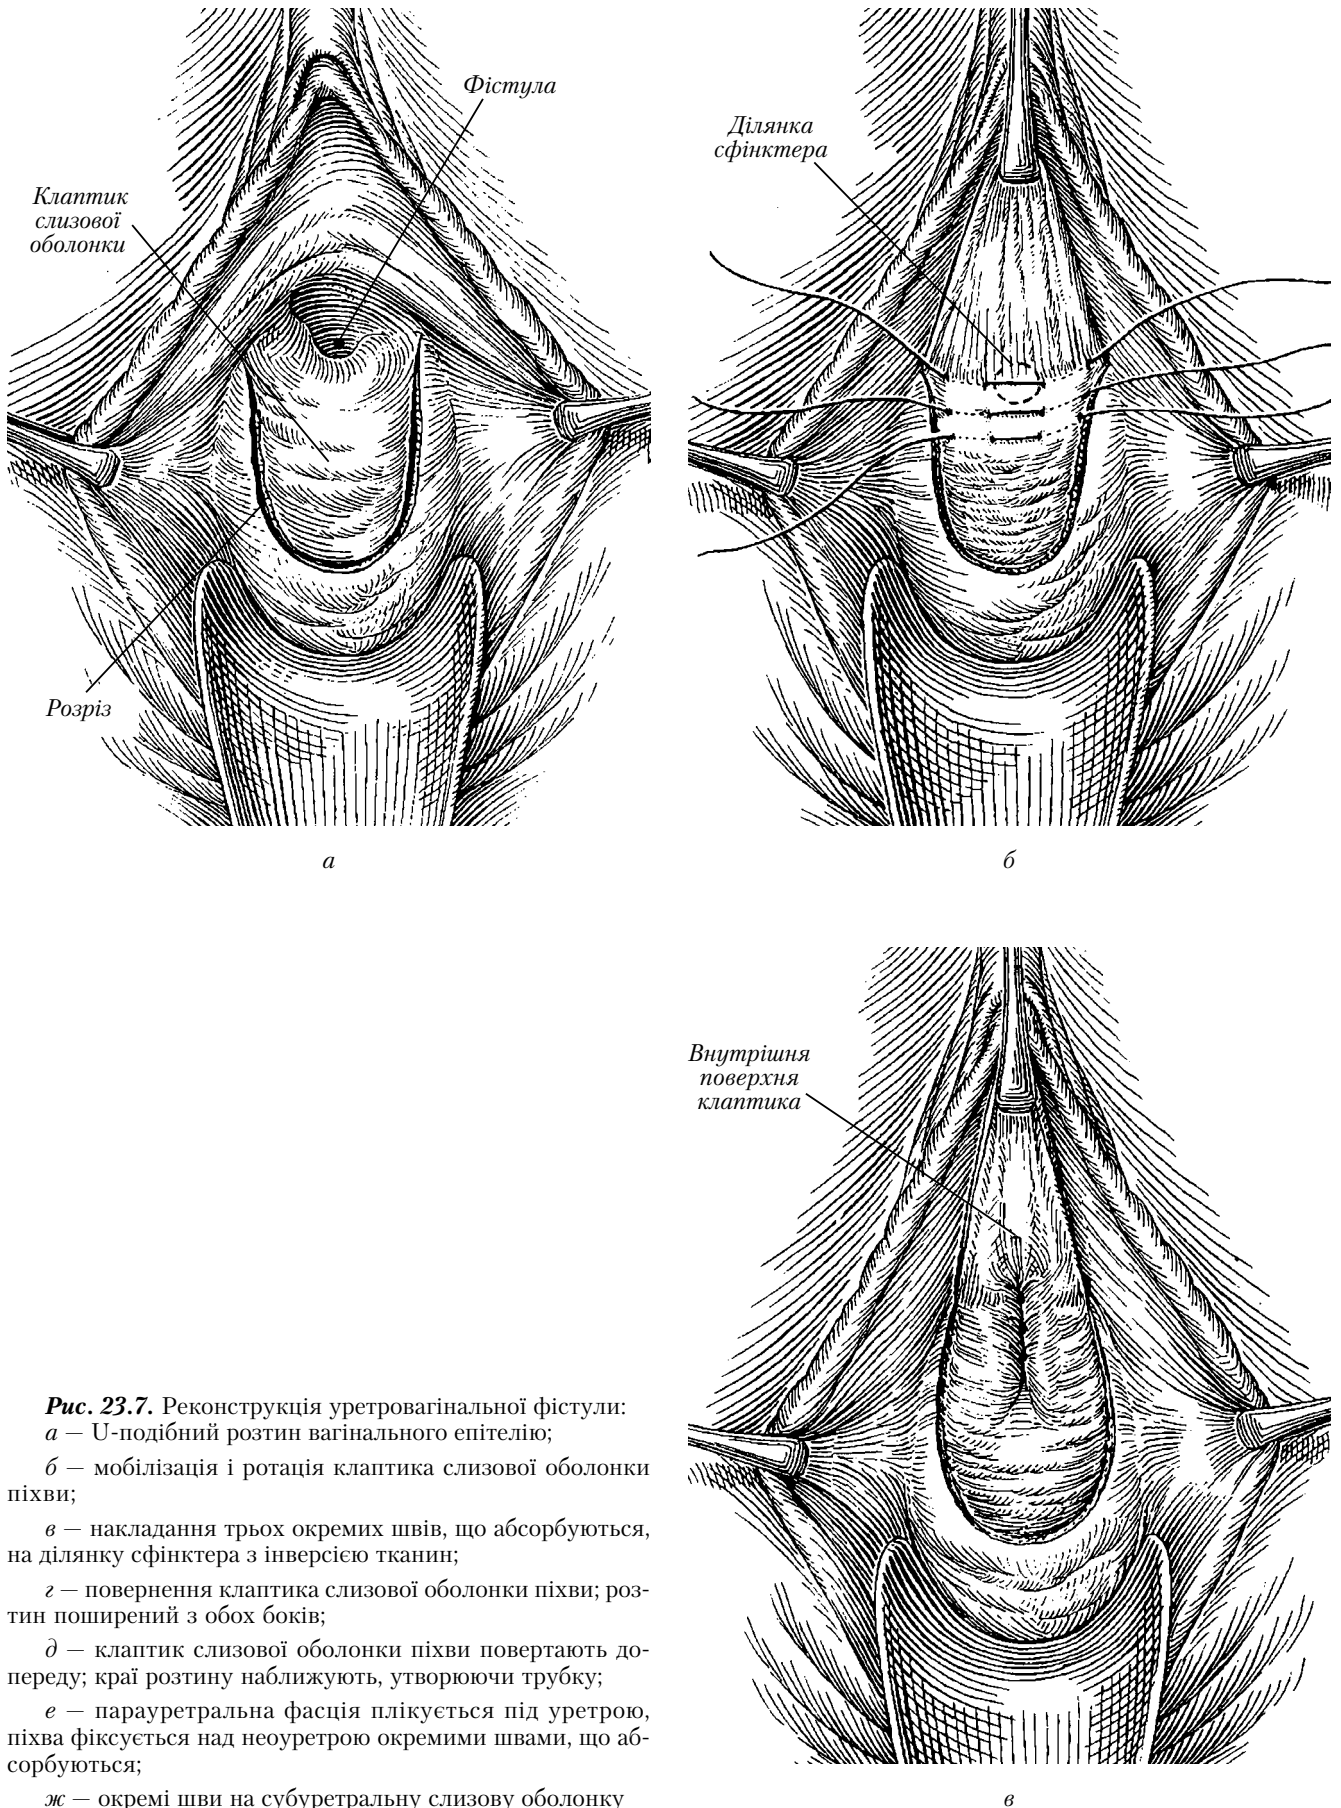 Фістула
Клаптик
слизової
оболонки
Розріз
а
Ділянка
сфінктера
б
Внутрішня
поверхня
клаптика
в
Рис. 23.7. Реконструкція уретровагінальної фістули:
а — U-подібний розтин вагінального епітелію;
б — мобілізація і ротація клаптика слизової оболонки
піхви;
в — накладання трьох окремих швів, що абсорбуються,
на ділянку сфінктера з інверсією тканин;
г — повернення клаптика слизової оболонки піхви; роз-
тин поширений з обох боків;
д — клаптик слизової оболонки піхви повертають до-
переду; краї розтину наближують, утворюючи трубку;
е — парауретральна фасція плікується під уретрою,
піхва фіксується над неоуретрою окремими швами, що аб-
сорбуються;
ж — окремі шви на субуретральну слизову оболонку